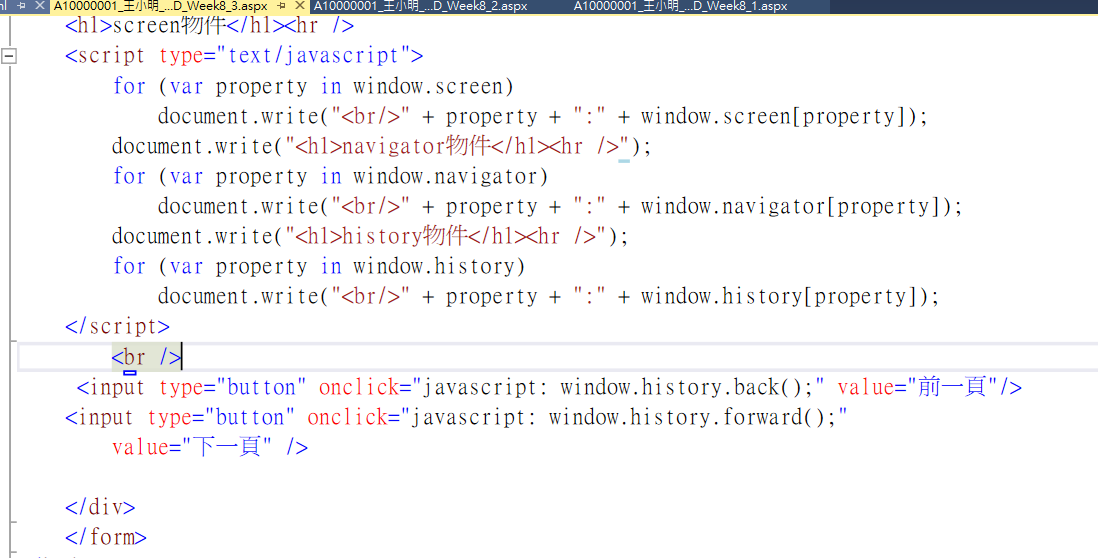 A10000001_王小明_...D_Week8_3.aspx A10000001_王小明_...D_Week8_2.aspx A10000001_王小明_...D_Week8_1.aspx
<h1>screen物件</h1><hr />
<script type="text/javascript">
for (var property in window.screen)
document.write("<br/>" + property + ":" + window.screen[property]);
document.write("<h1>navigator物件</h1><hr />");
for (var property in window.navigator)
document.write("<br/>" + property + ":" + window.navigator[property]);
document.write("<h1>history物件</h1><hr />");
for (var property in window.history)
document.write("<br/>" + property + ":" + window.history[property]);
</script>
<br />
<input type="button" onclick="javascript: window.history.back();" value="前一頁"/>
<input type="button" onclick="javascript: window.history.forward();"
value="下一頁" />
</div>
</form>